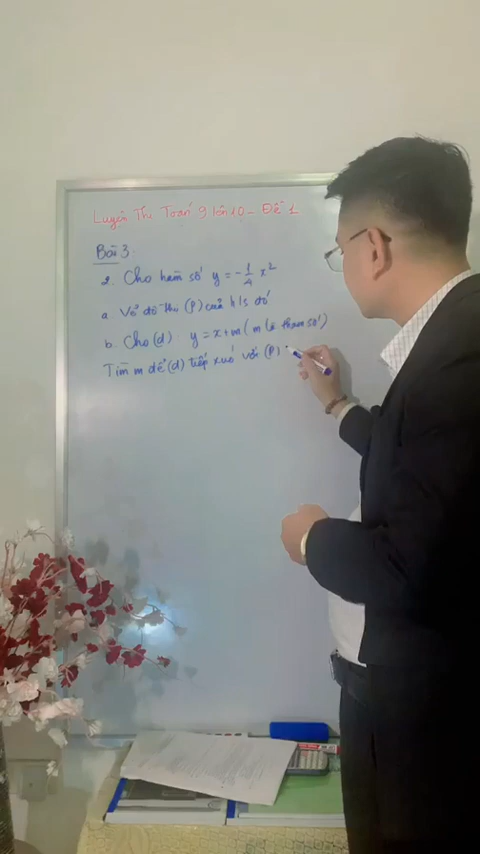 Luyện Thi Toán 9 lên 10 - Đề 1
Bài 3
2. Cho hàm số y = -1/4 x²
a. Vẽ đồ thị (P) của h/s đó
b. Cho (d) y = x + m (m là tham số)
Tìm m để (d) tiếp xúc với (P)